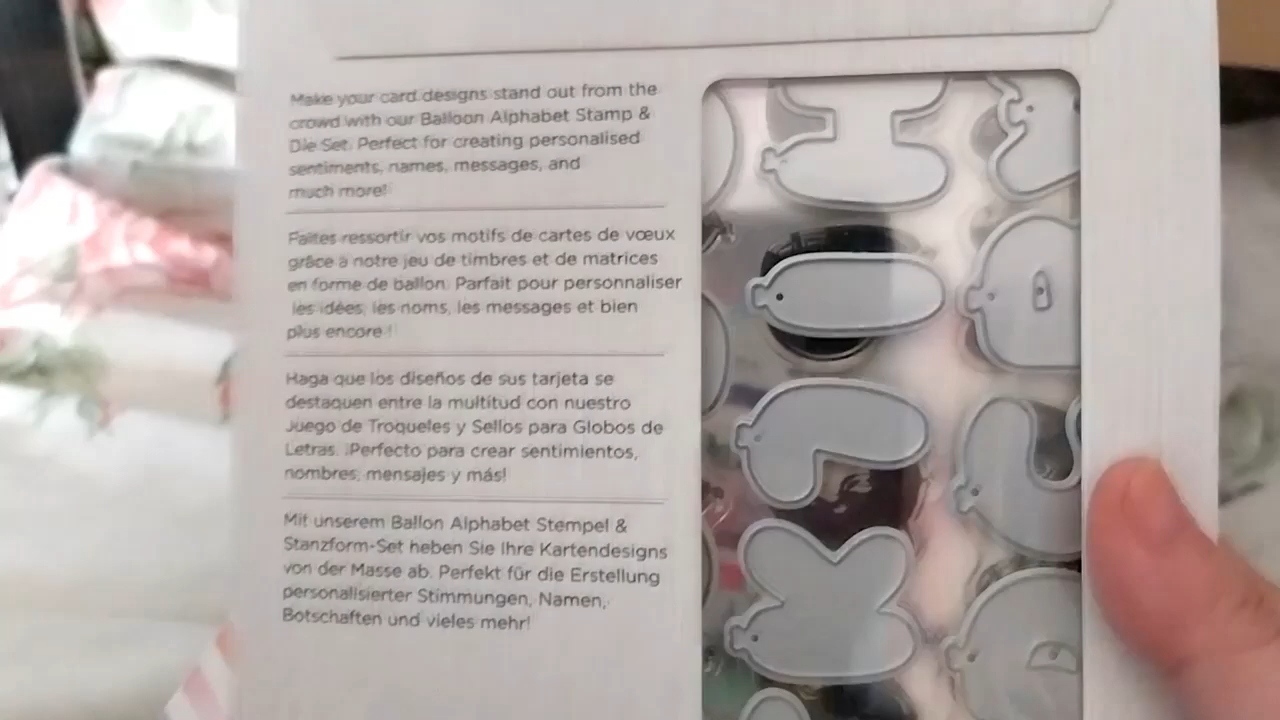 Make your card designs stand out from the
crowd with our Balloon Alphabet Stamp &
Die Set. Perfect for creating personalised
sentiments, names, messages, and
much more!
Faites ressortir vos motifs de cartes de vœux
grâce à notre jeu de timbres et de matrices
en forme de ballon. Parfait pour personnaliser
les idées, les noms, les messages et bien
plus encore !
Haga que los diseños de sus tarjeta se
destaquen entre la multitud con nuestro
Juego de Troqueles y Sellos para Globos de
Letras. ¡Perfecto para crear sentimientos,
nombres, mensajes y más!
Mit unserem Ballon Alphabet Stempel &
Stanzform-Set heben Sie Ihre Kartendesigns
von der Masse ab. Perfekt für die Erstellung
personalisierter Stimmungen, Namen,
Botschaften und vieles mehr!